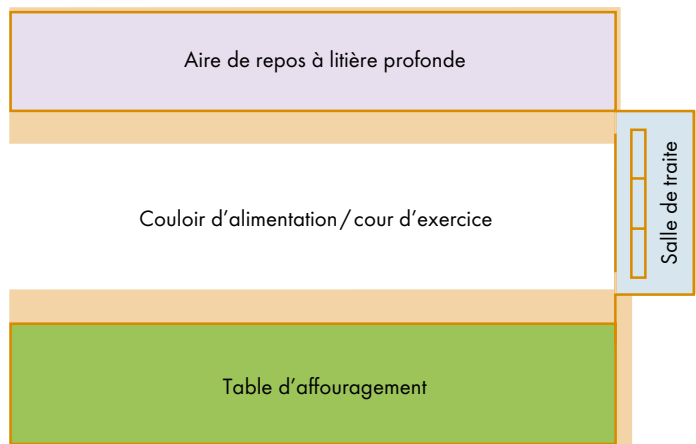 Aire de repos à litière profonde
Couloir d’alimentation / cour d’exercice
Salle de traite
Table d’affouragement